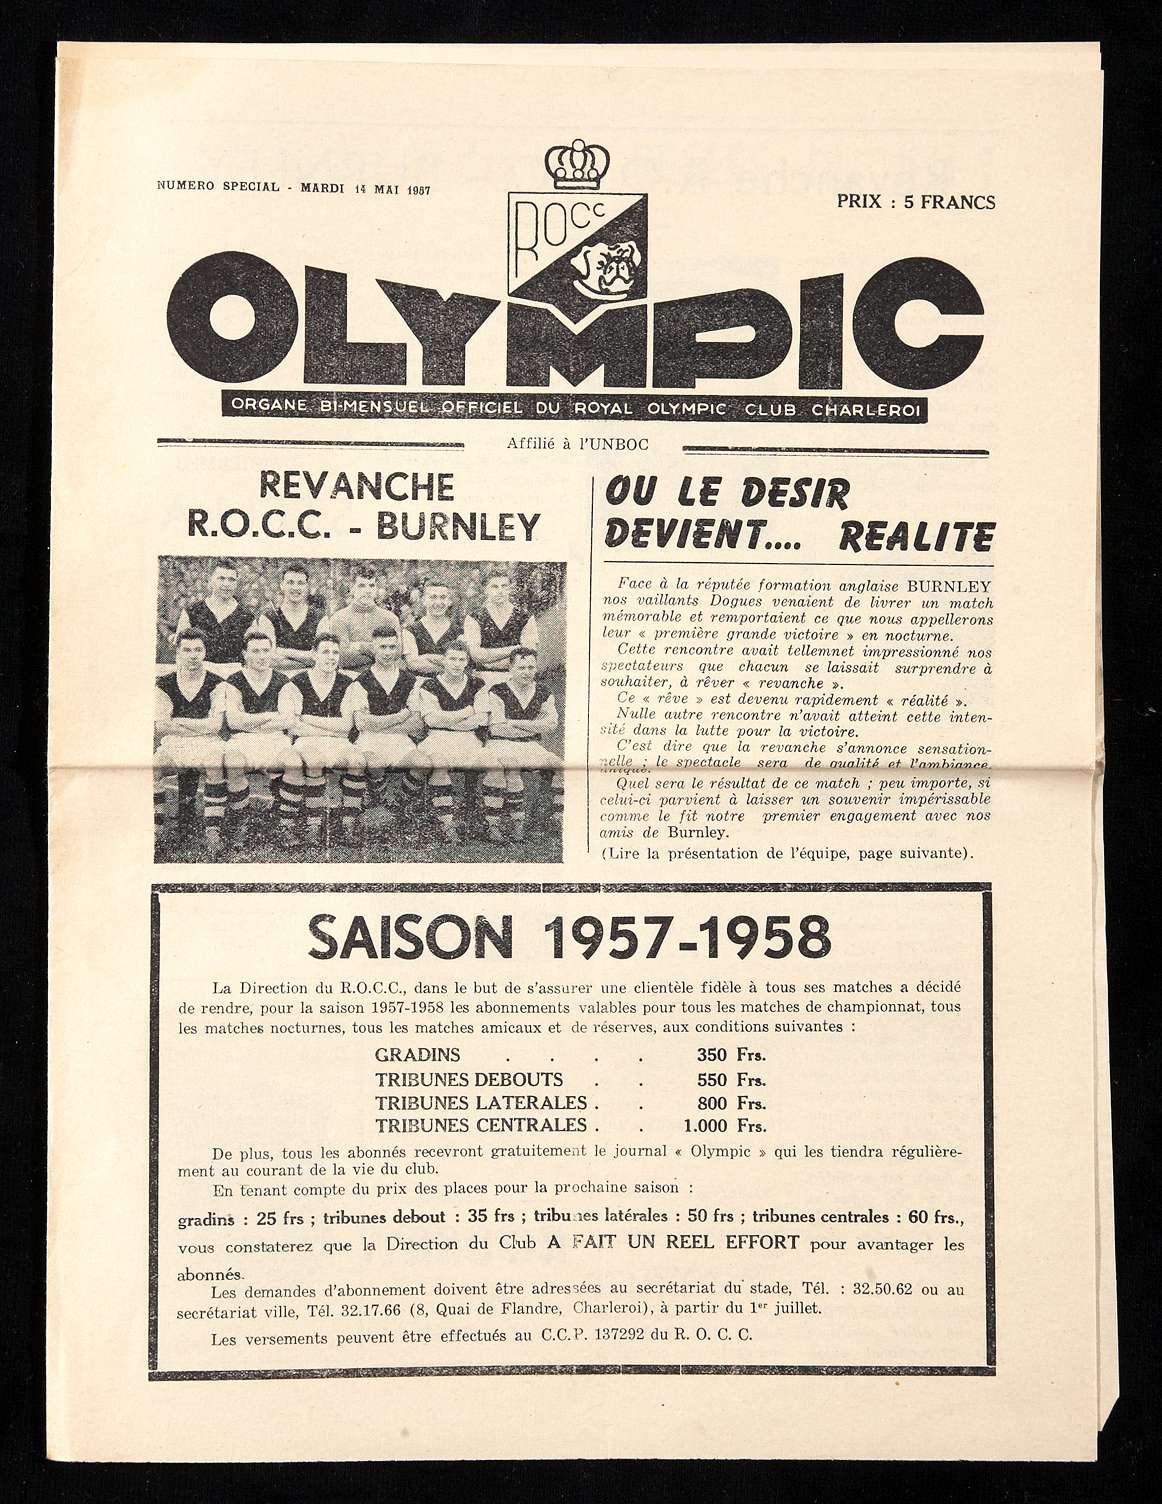 NUMERO SPECIAL - MARDI 14 MAI 1957
PRIX : 5 FRANCS
ROCC
OLYMPIC
ORGANE BI-MENSUEL OFFICIEL DU ROYAL OLYMPIC CLUB CHARLEROI
Affilié à l'UNBOC
REVANCHE
R.O.C.C. - BURNLEY
OU LE DESIR
DEVIENT.... REALITE
Face à la réputée formation anglaise BURNLEY
nos vaillants Dogues venaient de livrer un match
mémorable et remportaient ce que nous appellerons
leur « première grande victoire » en nocturne.
Cette rencontre avait tellemnet impressionné nos
spectateurs que chacun se laissait surprendre à
souhaiter, à rêver « revanche ».
Ce « rêve » est devenu rapidement « réalité ».
Nulle autre rencontre n'avait atteint cette inten-
sité dans la lutte pour la victoire.
C'est dire que la revanche s'annonce sensation-
nelle ; le spectacle sera de qualité et l'ambiance.
unique.
Quel sera le résultat de ce match ; peu importe, si
celui-ci parvient à laisser un souvenir impérissable
comme le fit notre premier engagement avec nos
amis de Burnley.
(Lire la présentation de l'équipe, page suivante).
SAISON 1957-1958
La Direction du R.O.C.C., dans le but de s'assurer une clientèle fidèle à tous ses matches a décidé
de rendre, pour la saison 1957-1958 les abonnements valables pour tous les matches de championnat, tous
les matches nocturnes, tous les matches amicaux et de réserves, aux conditions suivantes :
GRADINS . . . . 350 Frs.
TRIBUNES DEBOUTS . . 550 Frs.
TRIBUNES LATERALES . . 800 Frs.
TRIBUNES CENTRALES . . 1.000 Frs.
De plus, tous les abonnés recevront gratuitement le journal « Olympic » qui les tiendra régulière-
ment au courant de la vie du club.
En tenant compte du prix des places pour la prochaine saison :
gradins : 25 frs ; tribunes debout : 35 frs ; tribunes latérales : 50 frs ; tribunes centrales : 60 frs.,
vous constaterez que la Direction du Club A FAIT UN REEL EFFORT pour avantager les
abonnés.
Les demandes d'abonnement doivent être adressées au secrétariat du stade, Tél. : 32.50.62 ou au
secrétariat ville, Tél. 32.17.66 (8, Quai de Flandre, Charleroi), à partir du 1er juillet.
Les versements peuvent être effectués au C.C.P. 137292 du R. O. C. C.